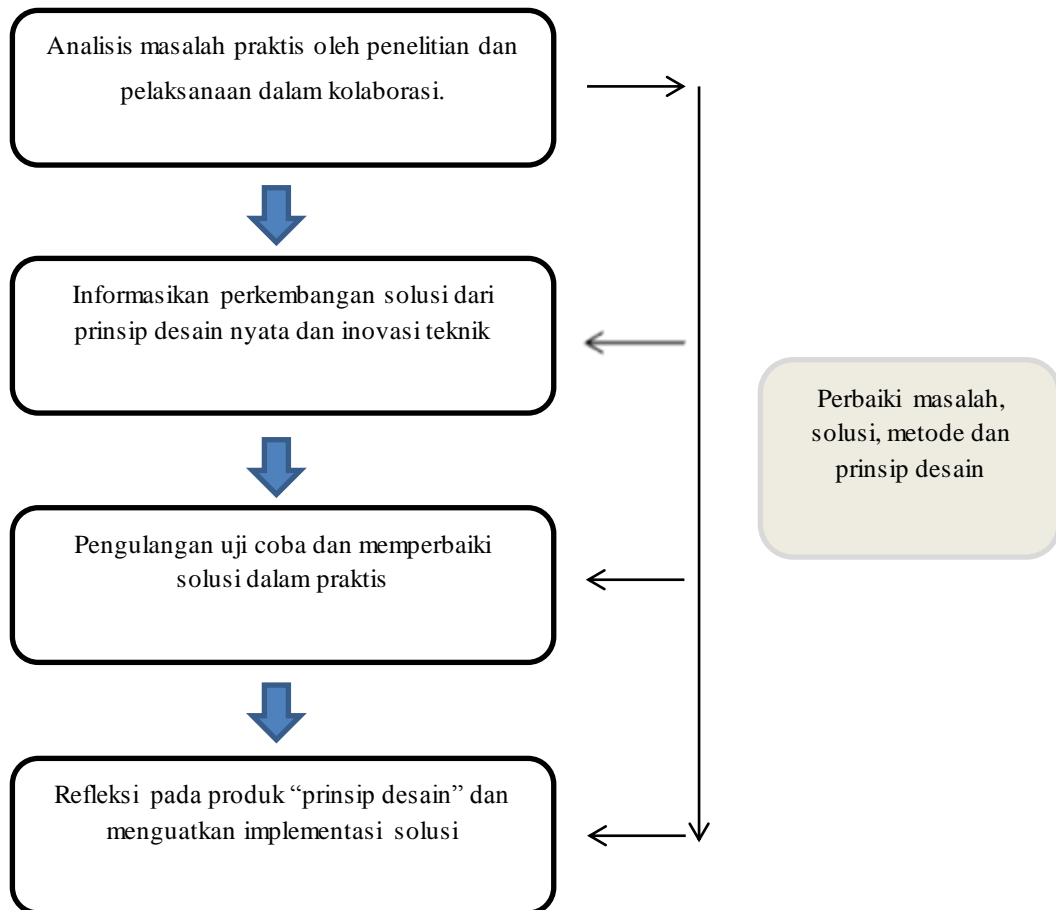 Analisis masalah praktis oleh penelitian dan
pelaksanaan dalam kolaborasi.
Informasikan perkembangan solusi dari
prinsip desain nyata dan inovasi teknik
Perbaiki masalah,
solusi, metode dan
prinsip desain
Pengulangan uji coba dan memperbaiki
solusi dalam praktis
Refleksi pada produk “prinsip desain” dan
menguatkan implementasi solusi